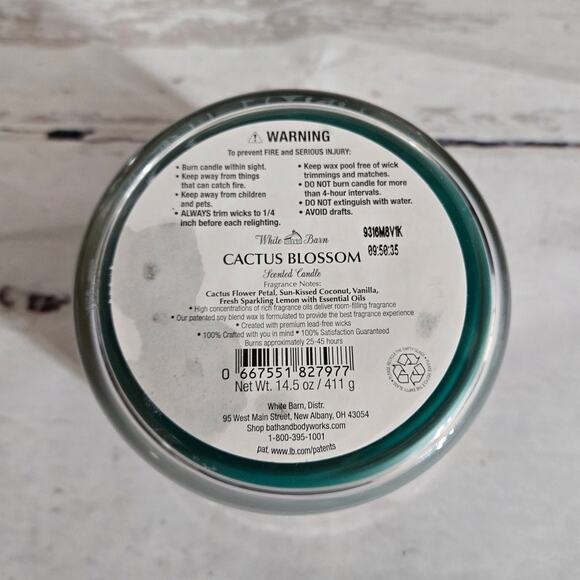 ⚠ WARNING
To prevent FIRE and SERIOUS INJURY:
• Burn candle within sight.
• Keep away from things
that can catch fire.
• Keep away from children
and pets.
• ALWAYS trim wicks to 1/4
inch before each relighting.
• Keep wax pool free of wick
trimmings and matches.
• DO NOT burn candle for more
than 4-hour intervals.
• DO NOT extinguish with water.
• AVOID drafts.
9316M8V1K
09:50:35
White Barn
CACTUS BLOSSOM
Scented Candle
Fragrance Notes:
Cactus Flower Petal, Sun-Kissed Coconut, Vanilla,
Fresh Sparkling Lemon with Essential Oils
• High concentrations of rich fragrance oils deliver room-filling fragrance
• Our patented soy blend wax is formulated to provide the best fragrance experience
• Created with premium lead-free wicks
• 100% Crafted with you in mind • 100% Satisfaction Guaranteed
Burns approximately 25-45 hours
0 667551 827977
Net Wt. 14.5 oz / 411 g
White Barn, Distr.
95 West Main Street, New Albany, OH 43054
Shop bathandbodyworks.com
1-800-395-1001
pat. www.lb.com/patents